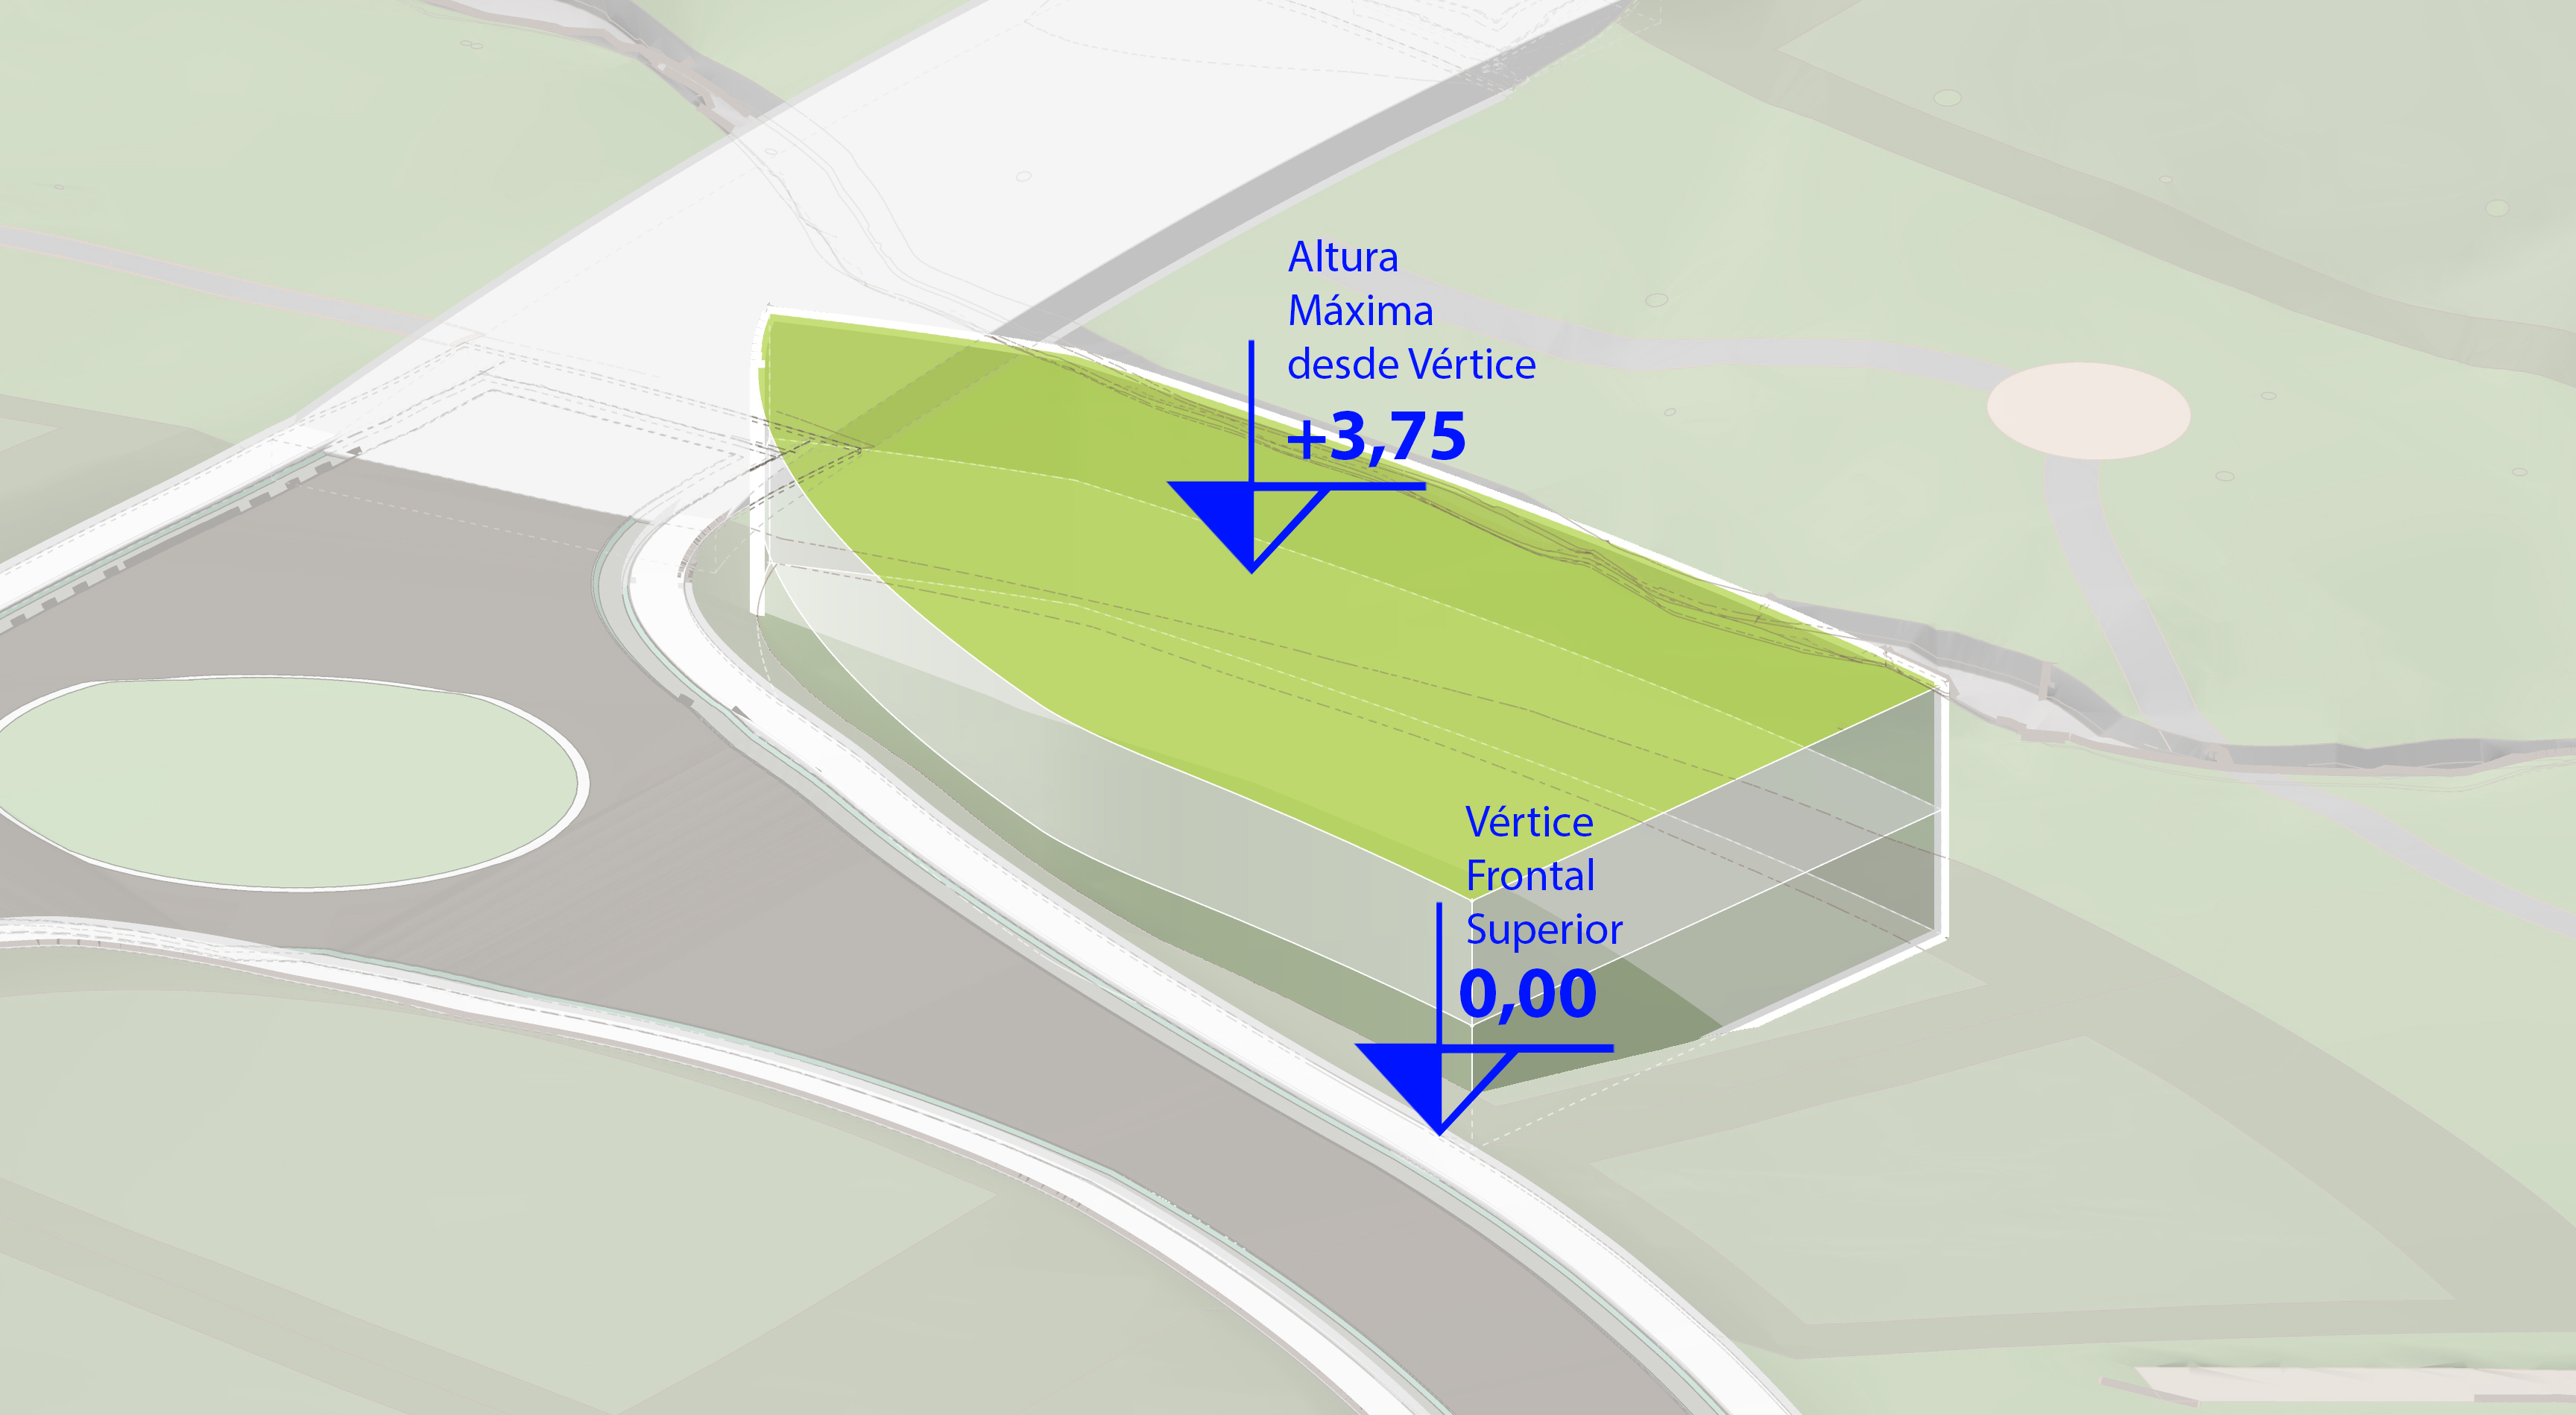 Altura
Máxima
desde Vértice
+3,75
Vértice
Frontal
Superior
0,00